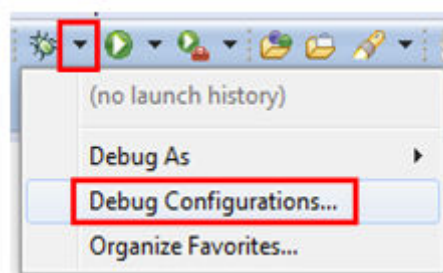 (no launch history)
Debug As
Debug Configurations...
Organize Favorites...